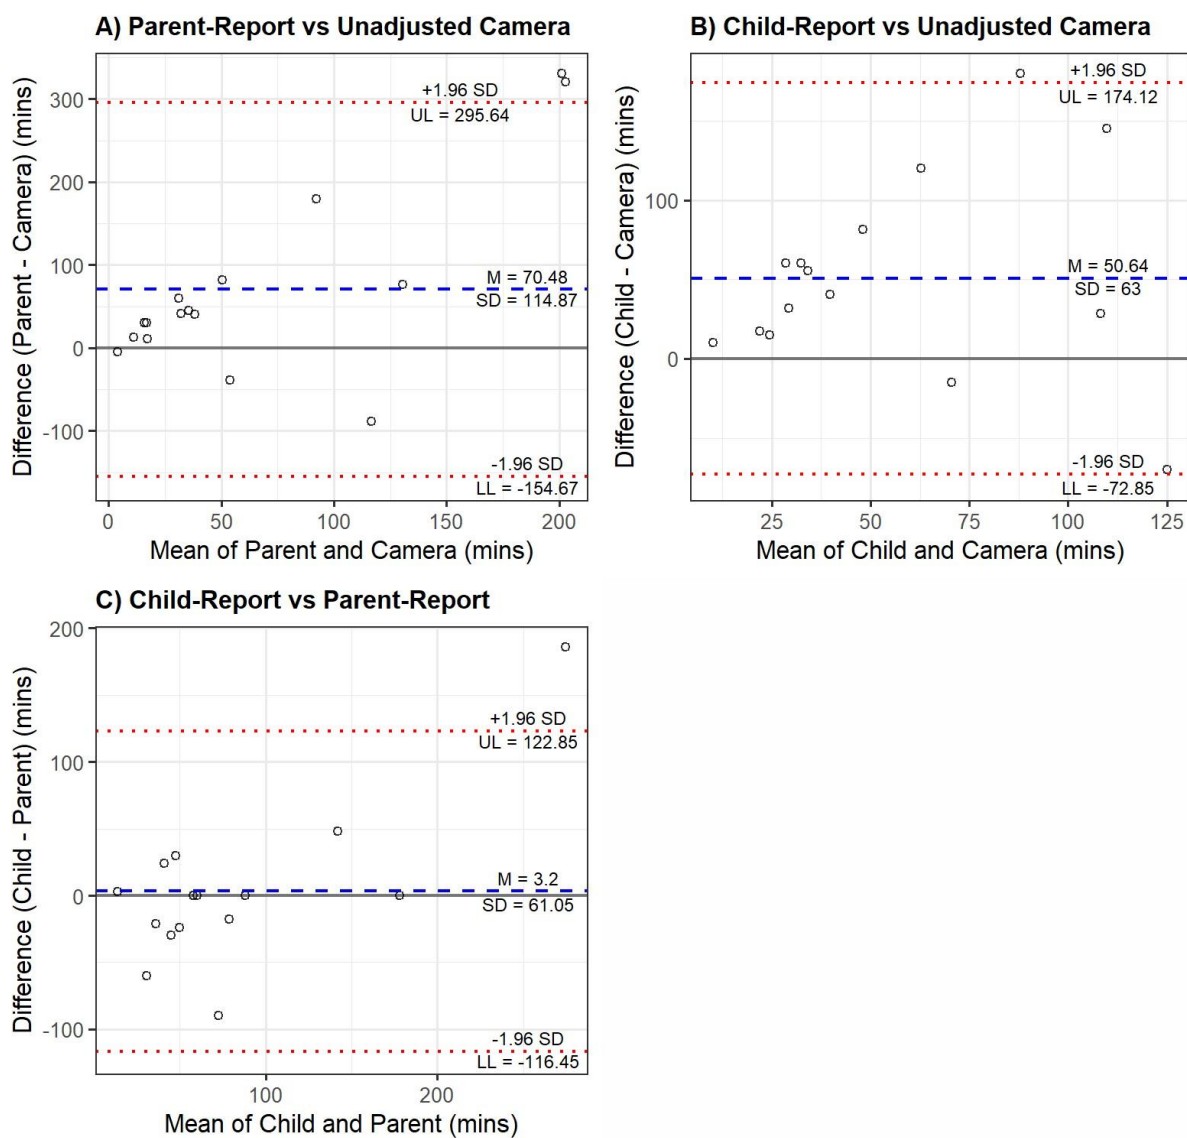 A) Parent-Report vs Unadjusted Camera
Difference (Parent - Camera) (mins)
300
200
100
0
-100
+1.96 SD
UL = 295.64
M = 70.48
SD = 114.87
-1.96 SD
LL = -154.67
0
50
100
150
200
Mean of Parent and Camera (mins)
B) Child-Report vs Unadjusted Camera
Difference (Child - Camera) (mins)
100
0
+1.96 SD
UL = 174.12
M = 50.64
SD = 63
-1.96 SD
LL = -72.85
25
50
75
100
125
Mean of Child and Camera (mins)
C) Child-Report vs Parent-Report
Difference (Child - Parent) (mins)
200
100
0
-100
+1.96 SD
UL = 122.85
M = 3.2
SD = 61.05
-1.96 SD
LL = -116.45
100
200
Mean of Child and Parent (mins)